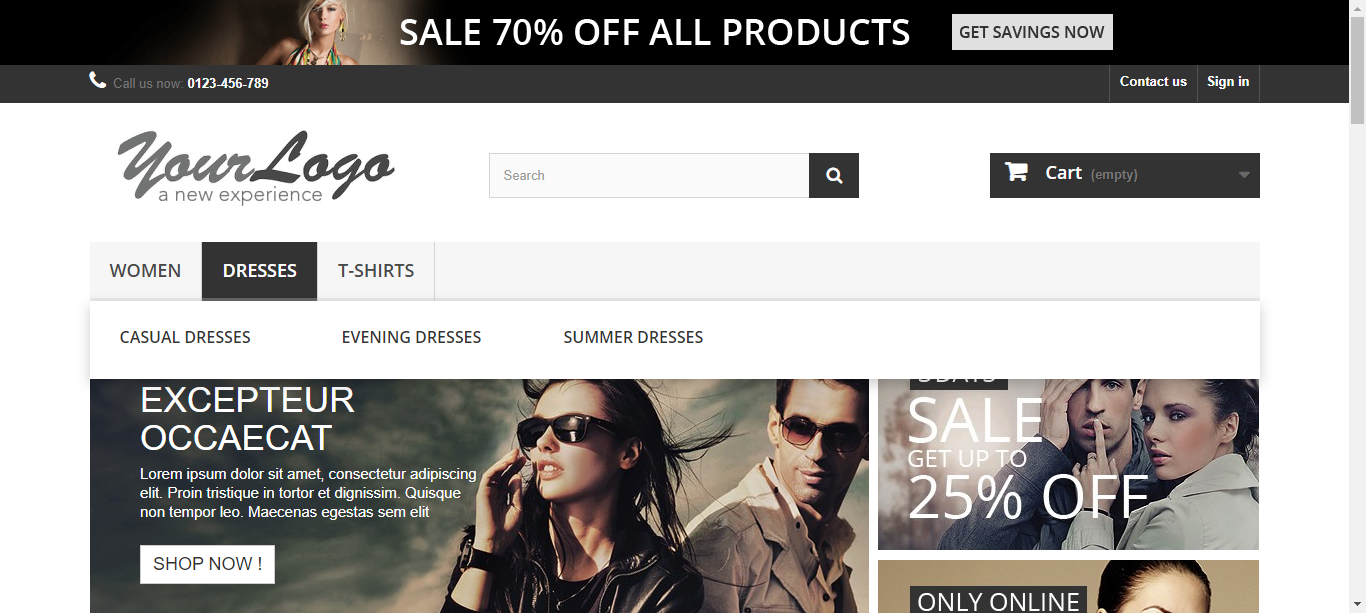 SALE 70% OFF ALL PRODUCTS
GET SAVINGS NOW
Call us now: 0123-456-789
Contact us
Sign in
YourLogo
a new experience
Search
Cart (empty)
WOMEN
DRESSES
T-SHIRTS
CASUAL DRESSES
EVENING DRESSES
SUMMER DRESSES
EXCEPTEUR
OCCAECAT
Lorem ipsum dolor sit amet, consectetur adipiscing
elit. Proin tristique in tortor et dignissim. Quisque
non tempor leo. Maecenas egestas sem elit
SHOP NOW !
SALE
GET UP TO
25% OFF
ONLY ONLINE